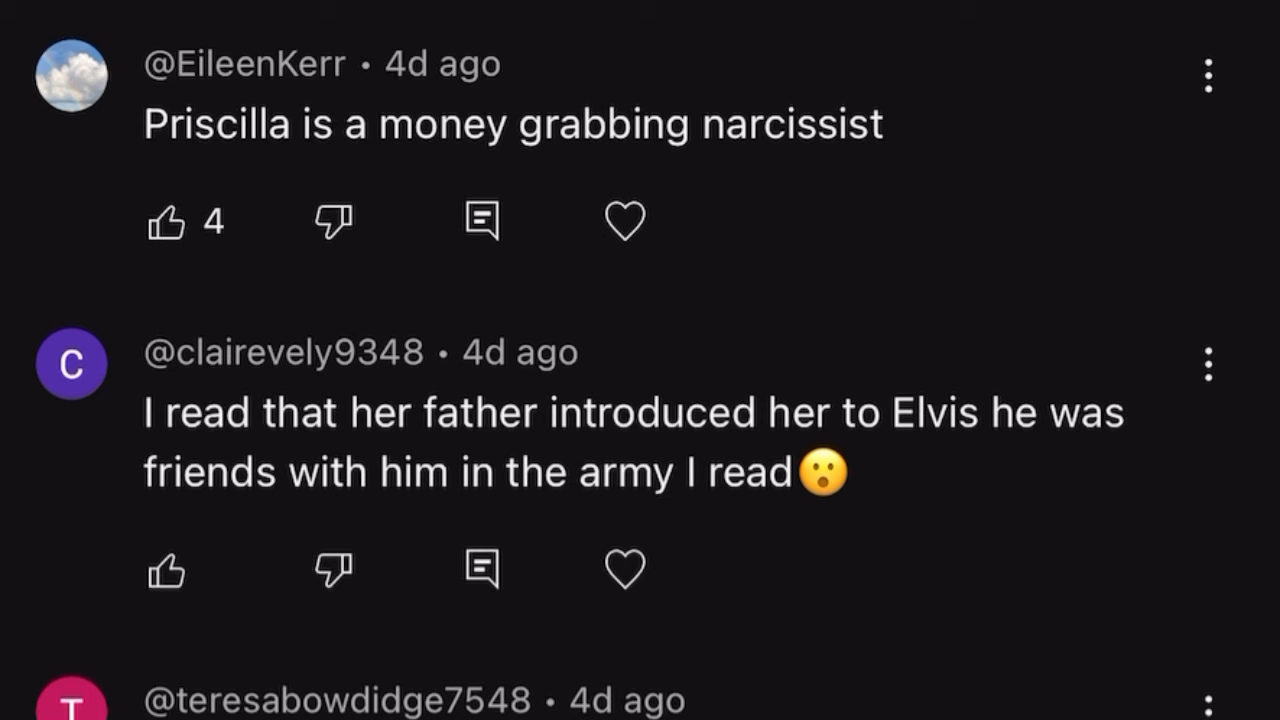 @EileenKerr • 4d ago
Priscilla is a money grabbing narcissist
4
C
@clairevely9348 • 4d ago
I read that her father introduced her to Elvis he was
friends with him in the army I read😮
T
@teresabowdidge7548 • 4d ago